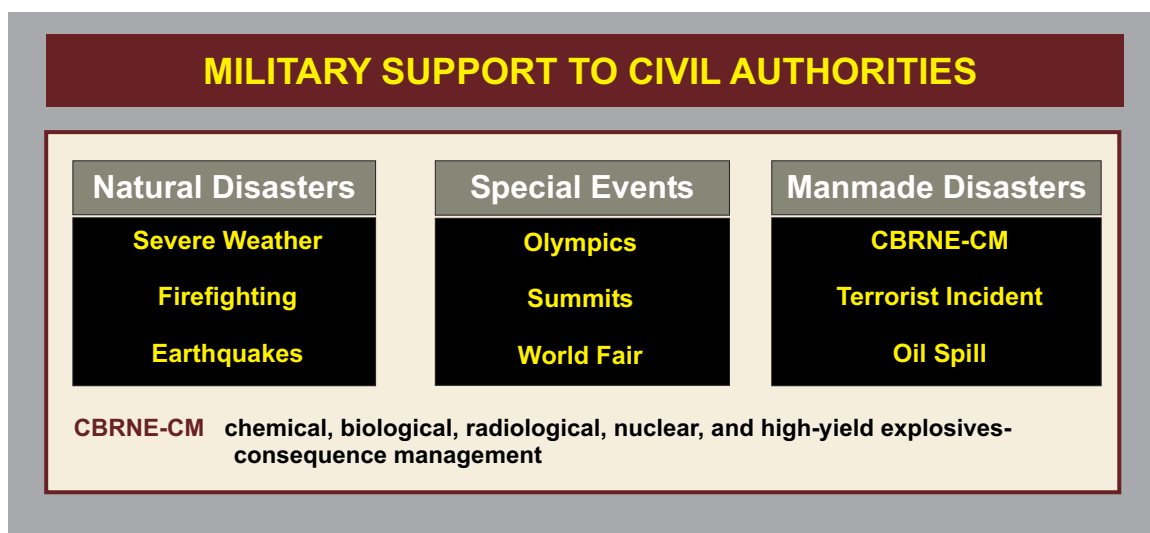 MILITARY SUPPORT TO CIVIL AUTHORITIES
Natural Disasters
Severe Weather
Firefighting
Earthquakes
Special Events
Olympics
Summits
World Fair
Manmade Disasters
CBRNE-CM
Terrorist Incident
Oil Spill
CBRNE-CM chemical, biological, radiological, nuclear, and high-yield explosives-
consequence management